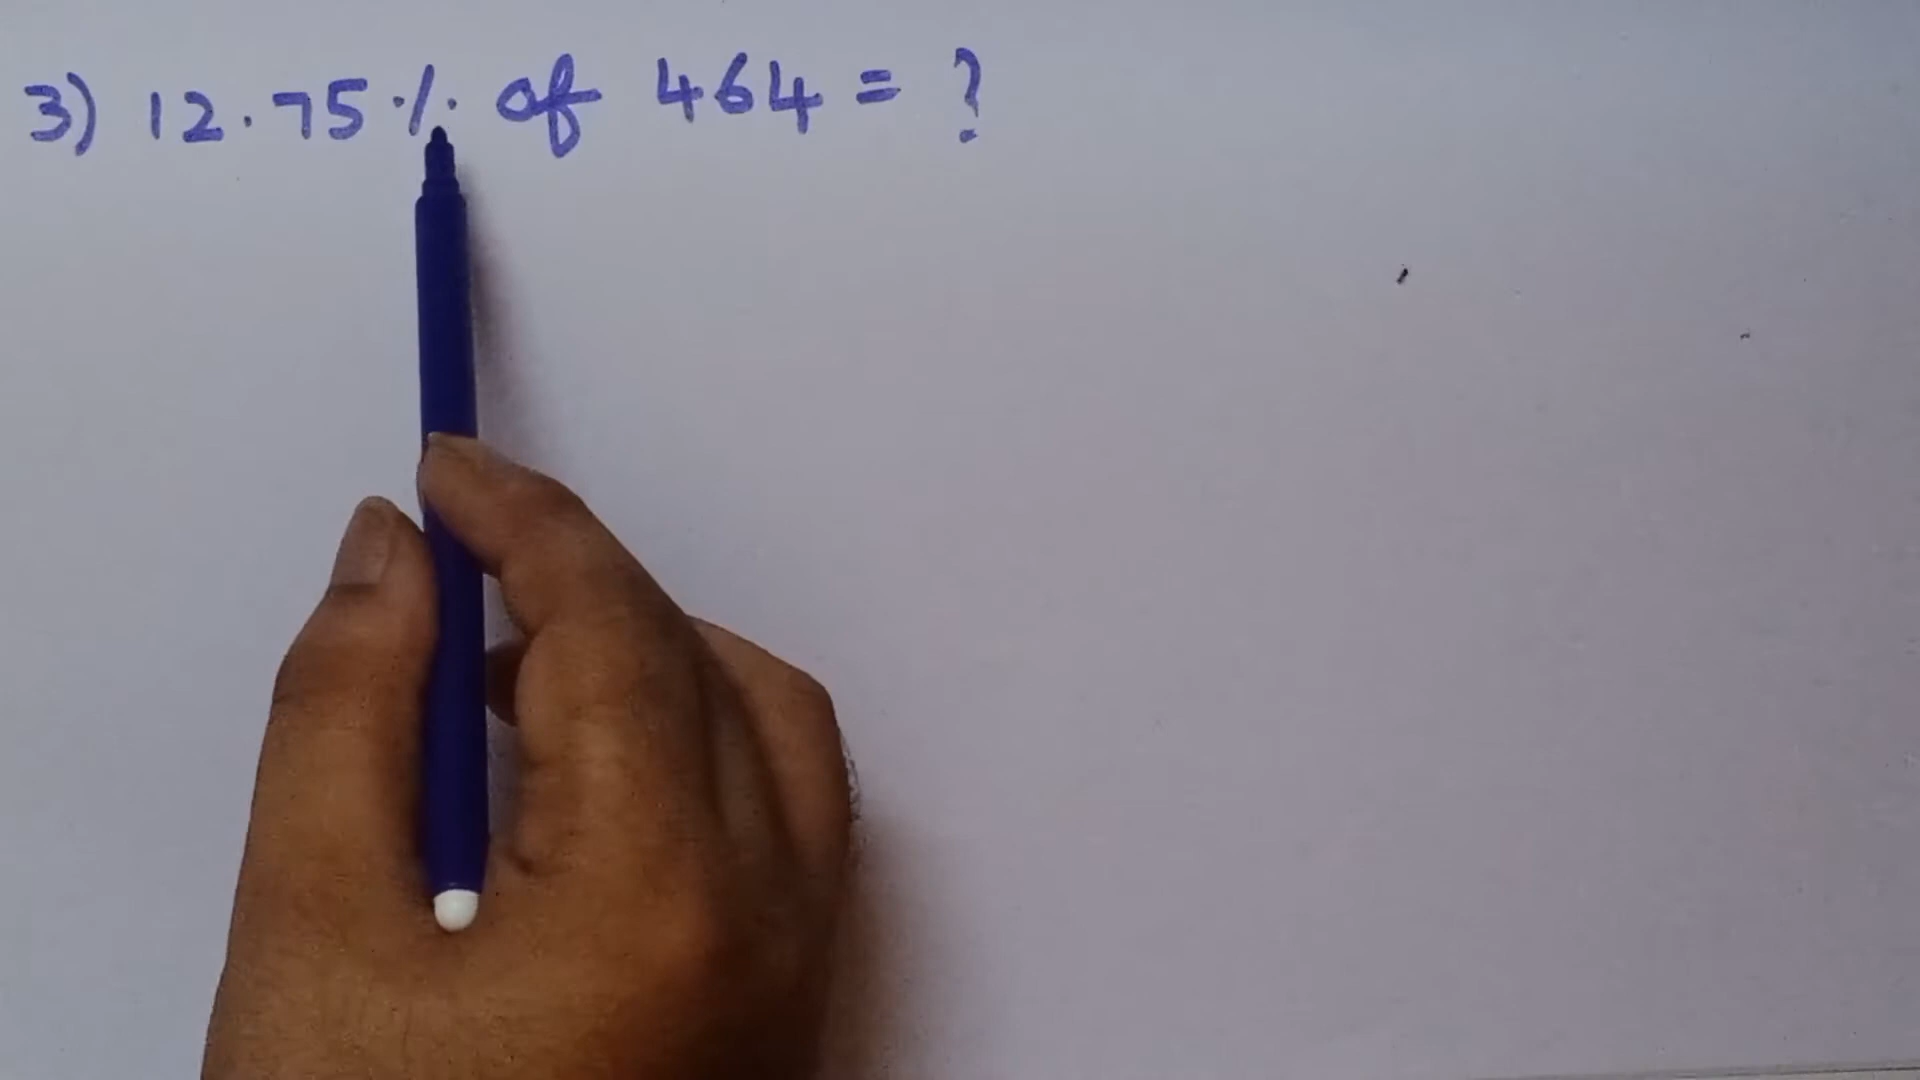 3) 12.75% of 464 = ?